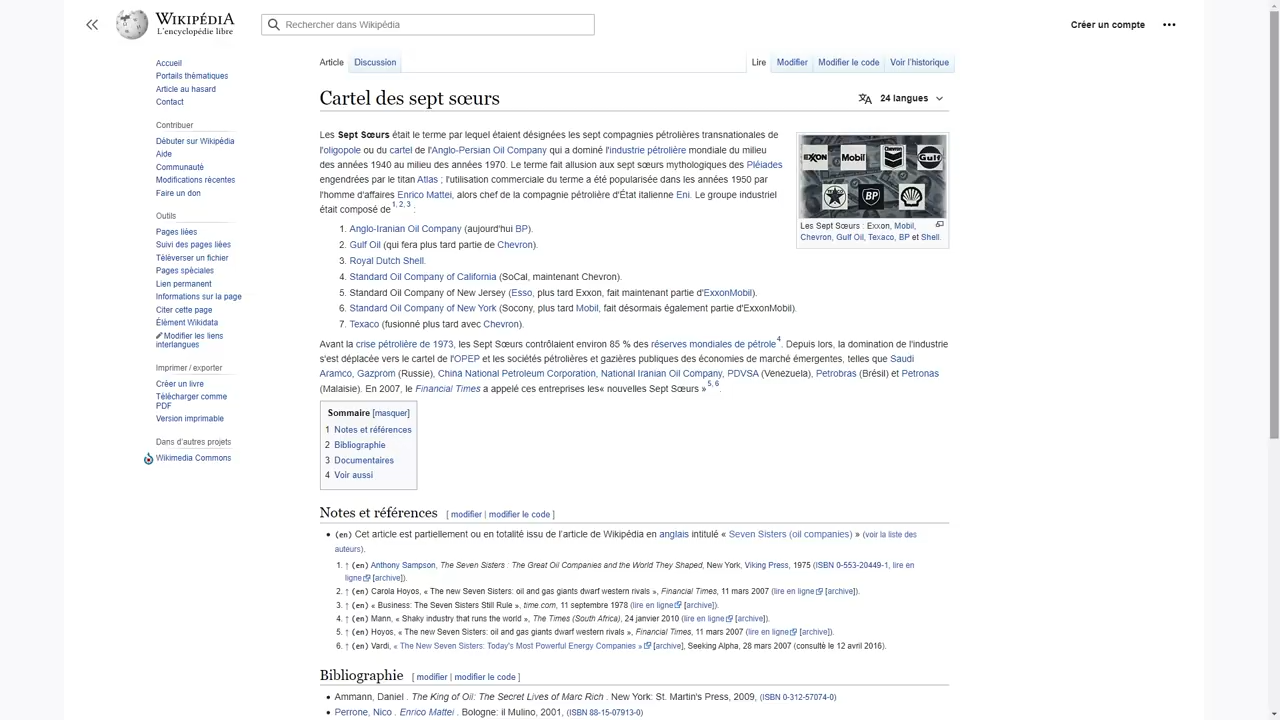 WIKIPÉDIA
L'encyclopédie libre
Rechercher dans Wikipédia
Créer un compte
Accueil
Portails thématiques
Article au hasard
Contact
Contribuer
Débuter sur Wikipédia
Aide
Communauté
Modifications récentes
Faire un don
Outils
Pages liées
Suivi des pages liées
Téléverser un fichier
Pages spéciales
Lien permanent
Informations sur la page
Citer cette page
Élément Wikidata
Modifier les liens
interlangues
Imprimer / exporter
Créer un livre
Télécharger comme
PDF
Version imprimable
Dans d'autres projets
Wikimedia Commons
Article Discussion Lire Modifier Modifier le code Voir l'historique
Cartel des sept sœurs
24 langues
Les Sept Sœurs était le terme par lequel étaient désignées les sept compagnies pétrolières transnationales de
l'oligopole ou du cartel de l'Anglo-Persian Oil Company qui a dominé l'industrie pétrolière mondiale du milieu
des années 1940 au milieu des années 1970. Le terme fait allusion aux sept sœurs mythologiques des Pléiades
engendrées par le titan Atlas ; l'utilisation commerciale du terme a été popularisée dans les années 1950 par
l'homme d'affaires Enrico Mattei, alors chef de la compagnie pétrolière d'État italienne Eni. Le groupe industriel
était composé de 1, 2, 3 :
EXXON Mobil Chevron Gulf
BP
Les Sept Sœurs : Exxon, Mobil,
Chevron, Gulf Oil, Texaco, BP et Shell.
1. Anglo-Iranian Oil Company (aujourd'hui BP).
2. Gulf Oil (qui fera plus tard partie de Chevron).
3. Royal Dutch Shell.
4. Standard Oil Company of California (SoCal, maintenant Chevron).
5. Standard Oil Company of New Jersey (Esso, plus tard Exxon, fait maintenant partie d'ExxonMobil).
6. Standard Oil Company of New York (Socony, plus tard Mobil, fait désormais également partie d'ExxonMobil).
7. Texaco (fusionné plus tard avec Chevron).
Avant la crise pétrolière de 1973, les Sept Sœurs contrôlaient environ 85 % des réserves mondiales de pétrole 4. Depuis lors, la domination de l'industrie
s'est déplacée vers le cartel de l'OPEP et les sociétés pétrolières et gazières publiques des économies de marché émergentes, telles que Saudi
Aramco, Gazprom (Russie), China National Petroleum Corporation, National Iranian Oil Company, PDVSA (Venezuela), Petrobras (Brésil) et Petronas
(Malaisie). En 2007, le Financial Times a appelé ces entreprises les« nouvelles Sept Sœurs » 5, 6.
Sommaire [masquer]
1 Notes et références
2 Bibliographie
3 Documentaires
4 Voir aussi
Notes et références [ modifier | modifier le code ]
• (en) Cet article est partiellement ou en totalité issu de l'article de Wikipédia en anglais intitulé « Seven Sisters (oil companies) » (voir la liste des
auteurs).
1. ↑ (en) Anthony Sampson, The Seven Sisters : The Great Oil Companies and the World They Shaped, New York, Viking Press, 1975 (ISBN 0-553-20449-1, lire en
ligne [archive]).
2. ↑ (en) Carola Hoyos, « The new Seven Sisters: oil and gas giants dwarf western rivals », Financial Times, 11 mars 2007 (lire en ligne [archive]).
3. ↑ (en) « Business: The Seven Sisters Still Rule », time.com, 11 septembre 1978 (lire en ligne [archive]).
4. ↑ (en) Mann, « Shaky industry that runs the world », The Times (South Africa), 24 janvier 2010 (lire en ligne [archive]).
5. ↑ (en) Hoyos, « The new Seven Sisters: oil and gas giants dwarf western rivals », Financial Times, 11 mars 2007 (lire en ligne [archive]).
6. ↑ (en) Vardi, « The New Seven Sisters: Today's Most Powerful Energy Companies » [archive], Seeking Alpha, 28 mars 2007 (consulté le 12 avril 2016).
Bibliographie [ modifier | modifier le code ]
• Ammann, Daniel . The King of Oil: The Secret Lives of Marc Rich . New York: St. Martin's Press, 2009, (ISBN 0-312-57074-0)
• Perrone, Nico . Enrico Mattei . Bologne: il Mulino, 2001, (ISBN 88-15-07913-0)